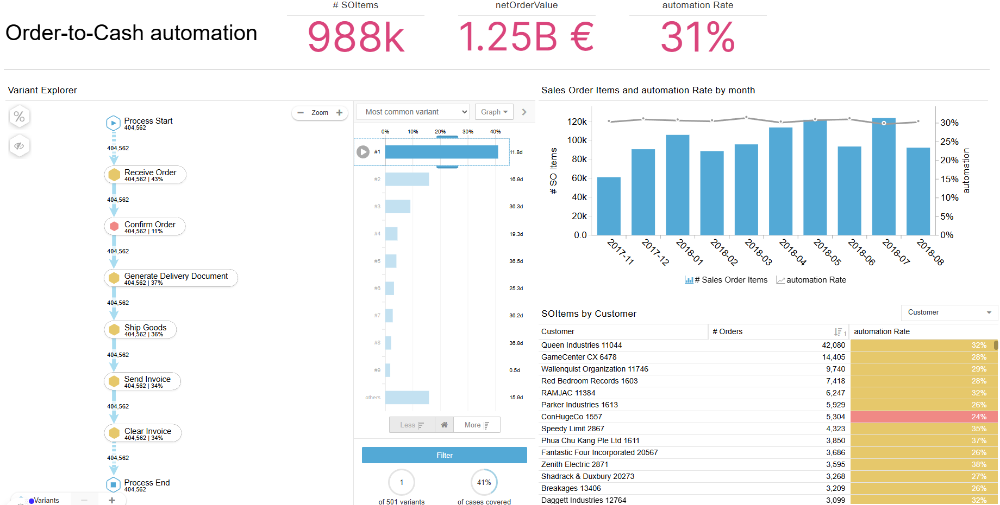 # SOItems
netOrderValue
automation Rate
Order-to-Cash automation
988k
1.25B €
31%
Variant Explorer
%
Zoom
Process Start
404,562
404,562
Receive Order
404,562 | 43%
404,562
Confirm Order
404,562 | 11%
404,562
Generate Delivery Document
404,562 | 37%
404,562
Ship Goods
404,562 | 36%
404,562
Send Invoice
404,562 | 34%
404,562
Clear Invoice
404,562 | 34%
404,562
Process End
404,562
Variants
Most common variant
Graph
0% 10% 20% 30% 40%
#1 11.8d
#2 16.9d
#3 36.3d
#4 19.3d
#5 36.5d
#6 25.3d
#7 36.2d
#8 36.8d
#9 0.5d
others 15.9d
Less
More
Filter
1
of 501 variants
41%
of cases covered
Sales Order Items and automation Rate by month
120k
100k
80k
60k
40k
20k
0.0
# SO Items
30%
25%
20%
15%
10%
5%
0%
automation
2017-11
2017-12
2018-01
2018-02
2018-03
2018-04
2018-05
2018-06
2018-07
2018-08
# Sales Order Items
automation Rate
SOItems by Customer
Customer
Customer # Orders 1 automation Rate
Queen Industries 11044 42,080 32%
GameCenter CX 6478 14,405 28%
Wallenquist Organization 11746 9,740 29%
Red Bedroom Records 1603 7,418 28%
RAMJAC 11384 6,247 32%
Parker Industries 1613 5,929 26%
ConHugeCo 1557 5,304 24%
Speedy Limit 2867 4,323 35%
Phua Chu Kang Pte Ltd 1611 3,850 37%
Fantastic Four Incorporated 20567 3,686 26%
Zenith Electric 2871 3,595 38%
Shadrack & Duxbury 20273 3,268 27%
Breakages 13406 3,209 26%
Daggett Industries 12764 3,099 32%